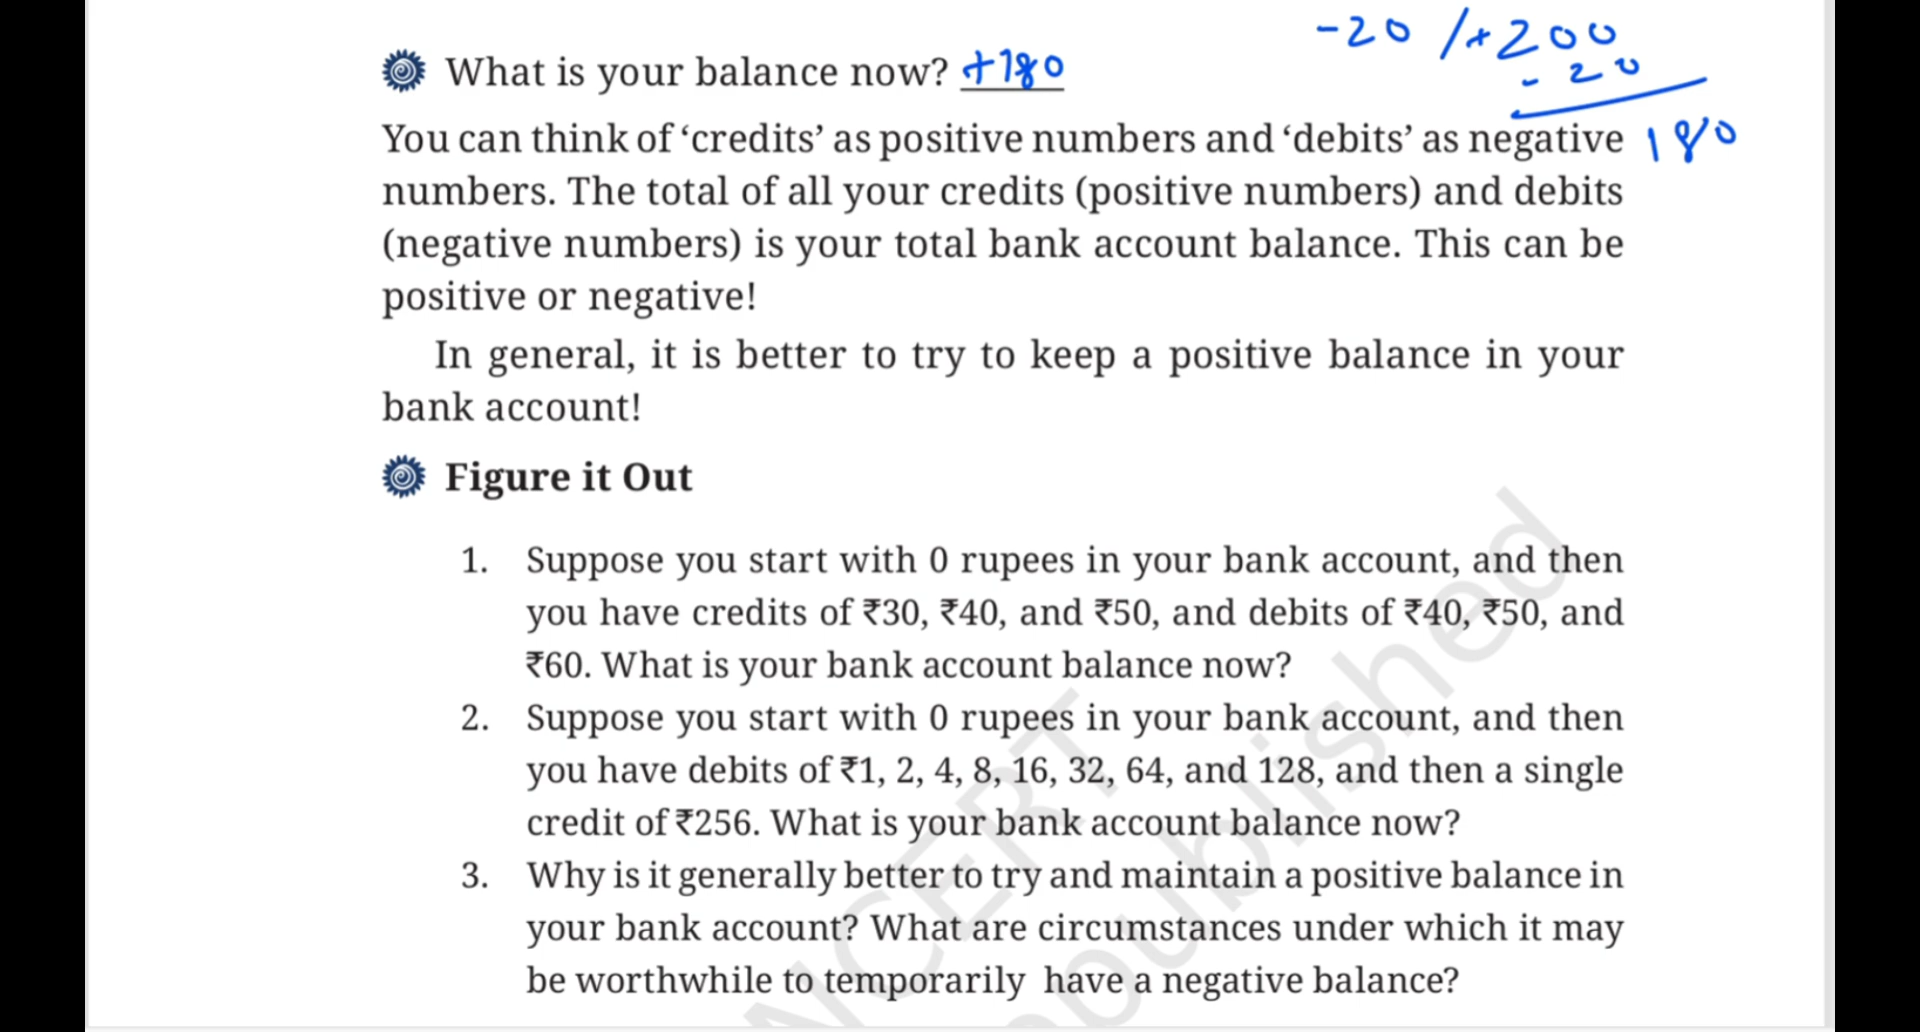 -20 / +200
- 20
180
What is your balance now? +180
You can think of ‘credits’ as positive numbers and ‘debits’ as negative
numbers. The total of all your credits (positive numbers) and debits
(negative numbers) is your total bank account balance. This can be
positive or negative!
In general, it is better to try to keep a positive balance in your
bank account!
Figure it Out
1. Suppose you start with 0 rupees in your bank account, and then
you have credits of ₹30, ₹40, and ₹50, and debits of ₹40, ₹50, and
₹60. What is your bank account balance now?
2. Suppose you start with 0 rupees in your bank account, and then
you have debits of ₹1, 2, 4, 8, 16, 32, 64, and 128, and then a single
credit of ₹256. What is your bank account balance now?
3. Why is it generally better to try and maintain a positive balance in
your bank account? What are circumstances under which it may
be worthwhile to temporarily have a negative balance?
NCERT
published